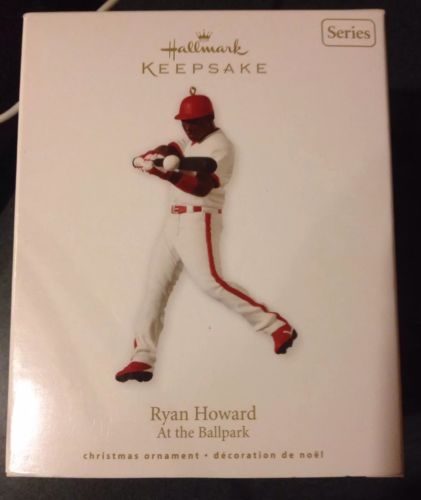 Hallmark
KEEPSAKE
Series
Ryan Howard
At the Ballpark
christmas ornament • décoration de noël